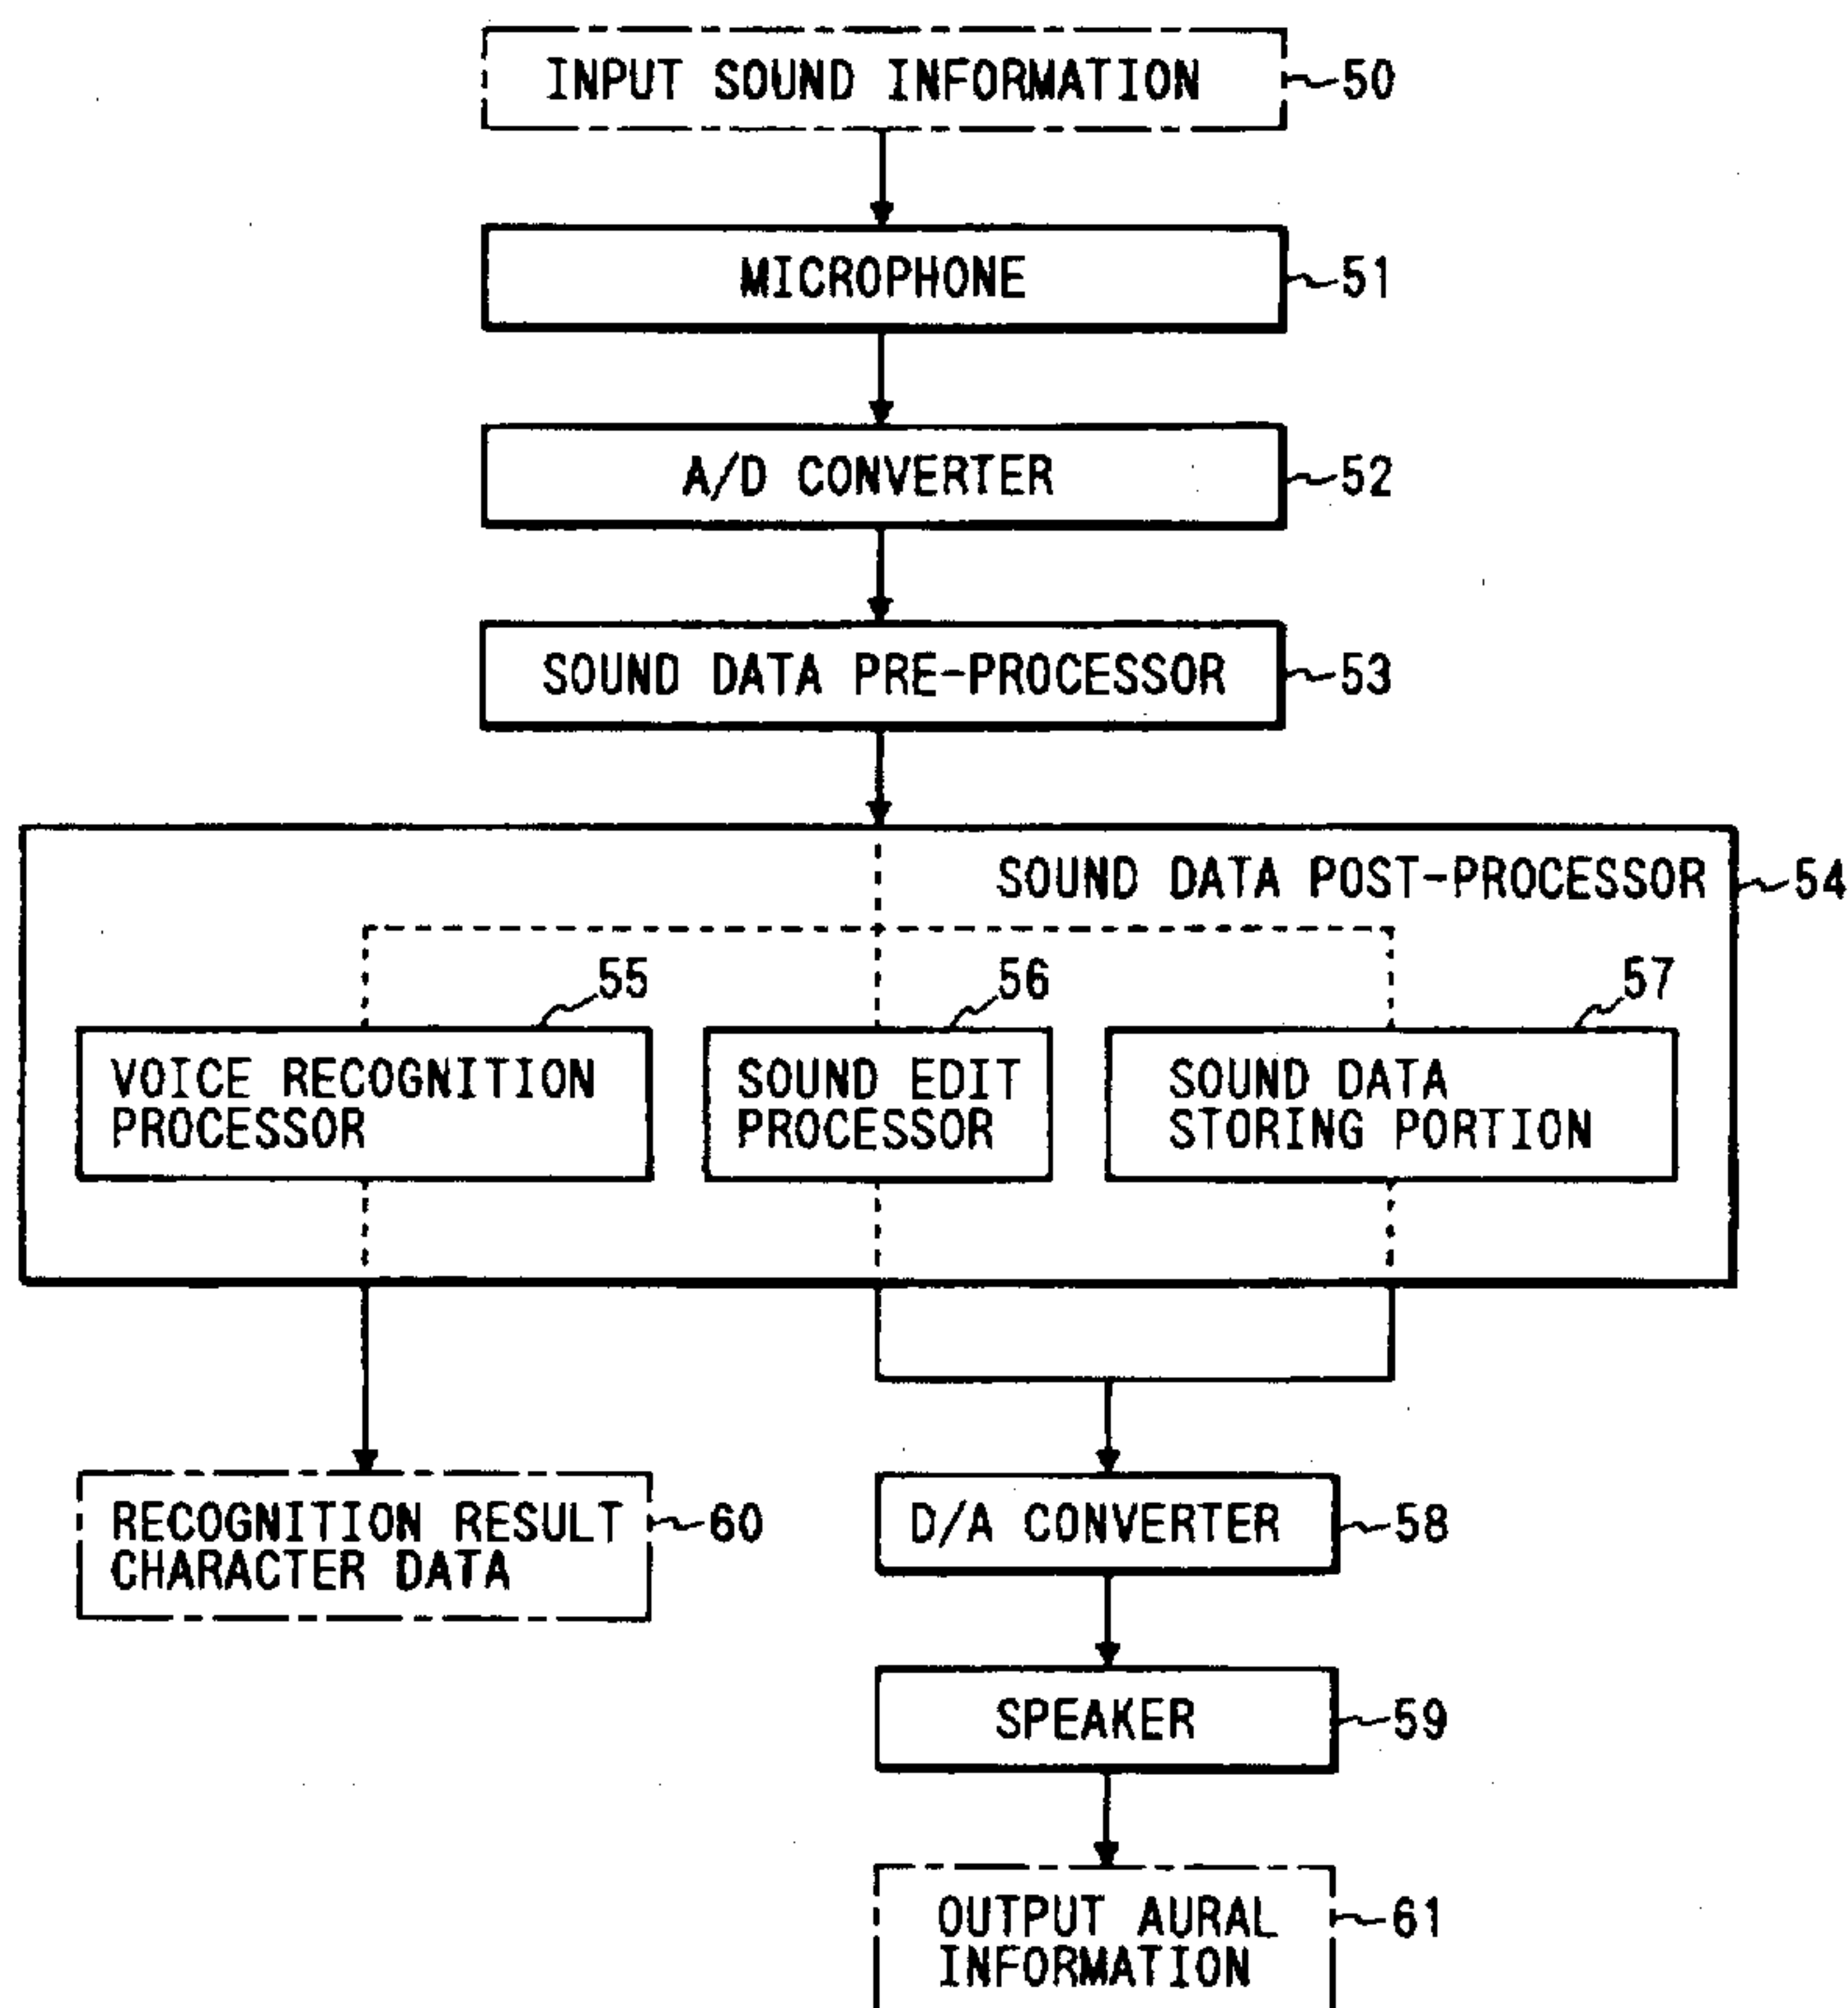 INPUT SOUND INFORMATION
50
MICROPHONE
51
A/D CONVERTER
52
SOUND DATA PRE-PROCESSOR
53
SOUND DATA POST-PROCESSOR
54
55
56
57
VOICE RECOGNITION
PROCESSOR
SOUND EDIT
PROCESSOR
SOUND DATA
STORING PORTION
RECOGNITION RESULT
CHARACTER DATA
60
D/A CONVERTER
58
SPEAKER
59
OUTPUT AURAL
INFORMATION
61